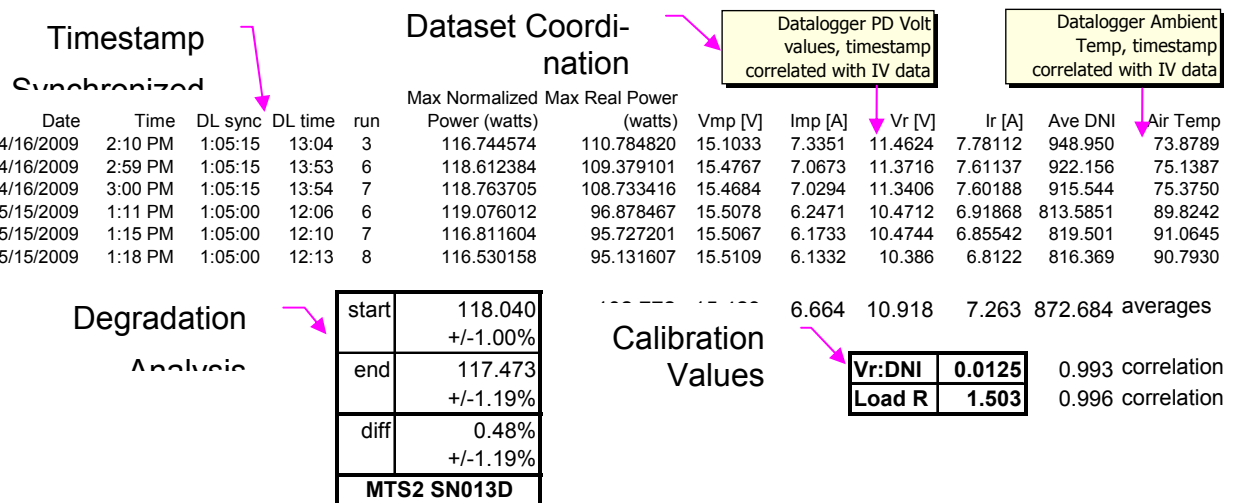 Timestamp
Synchronized
Dataset Coordi-
nation
Datalogger PD Volt
values, timestamp
correlated with IV data
Datalogger Ambient
Temp, timestamp
correlated with IV data
Max Normalized Max Real Power
Date Time DL sync DL time run Power (watts) (watts) Vmp [V] Imp [A] Vr [V] Ir [A] Ave DNI Air Temp
4/16/2009 2:10 PM 1:05:15 13:04 3 116.744574 110.784820 15.1033 7.3351 11.4624 7.78112 948.950 73.8789
4/16/2009 2:59 PM 1:05:15 13:53 6 118.612384 109.379101 15.4767 7.0673 11.3716 7.61137 922.156 75.1387
4/16/2009 3:00 PM 1:05:15 13:54 7 118.763705 108.733416 15.4684 7.0294 11.3406 7.60188 915.544 75.3750
5/15/2009 1:11 PM 1:05:00 12:06 6 119.076012 96.878467 15.5078 6.2471 10.4712 6.91868 813.5851 89.8242
5/15/2009 1:15 PM 1:05:00 12:10 7 116.811604 95.727201 15.5067 6.1733 10.4744 6.85542 819.501 91.0645
5/15/2009 1:18 PM 1:05:00 12:13 8 116.530158 95.131607 15.5109 6.1332 10.386 6.8122 816.369 90.7930
6.664 10.918 7.263 872.684 averages
Degradation
Analysis
start 118.040
+/-1.00%
end 117.473
+/-1.19%
diff 0.48%
+/-1.19%
MTS2 SN013D
Calibration
Values
Vr:DNI 0.0125 0.993 correlation
Load R 1.503 0.996 correlation